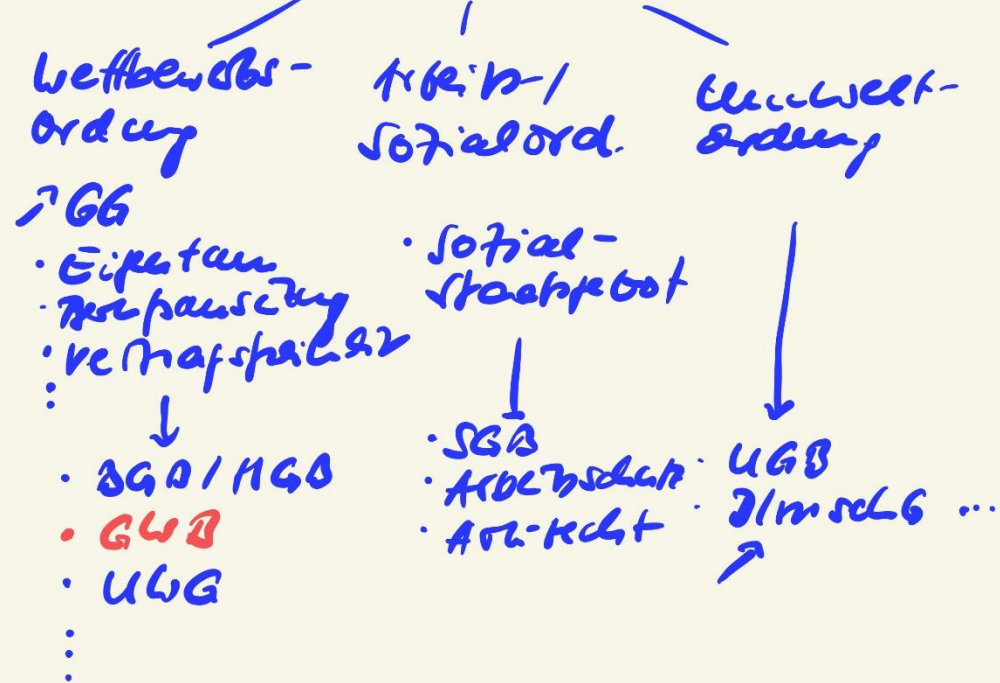 Wettbewerbs-
ordnung
↗ GG
· Eigentum
· Vertragsfreiheit
· BGB / HGB
· GWB
· UWG
Arbeits-/
Sozialord.
· Sozial-
staatsgebot
· SGB
· Arbeitsschutz
· Arb.-recht
Umwelt-
ordnung
· UGB
· BImSchG ...